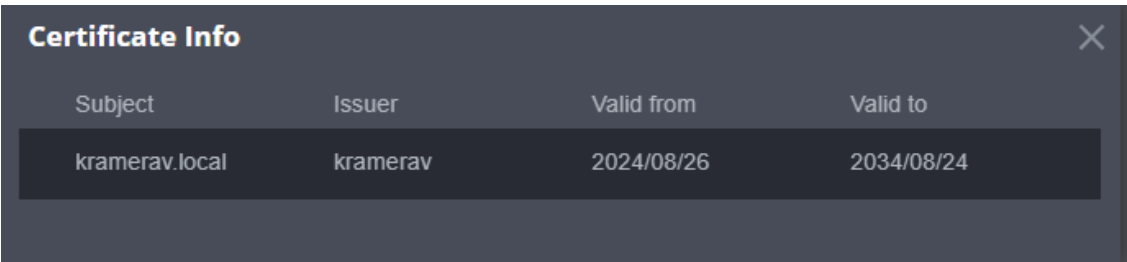 Certificate Info
Subject Issuer Valid from Valid to
kramerav.local kramerav 2024/08/26 2034/08/24